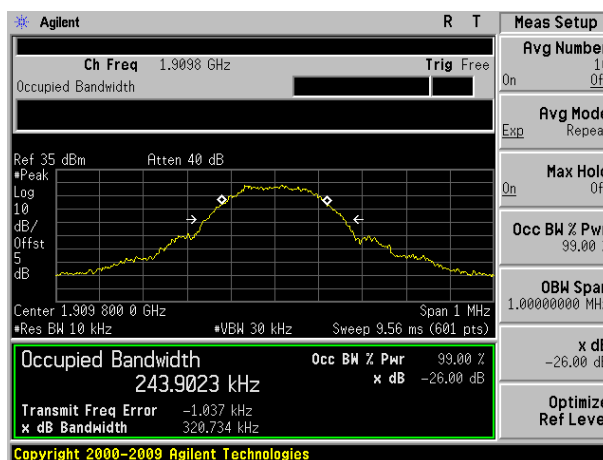 Agilent R T Meas Setup
Ch Freq 1.9098 GHz Trig Free
Occupied Bandwidth
Avg Number
10
On Off
Avg Mode
Exp Repeat
Max Hold
On Off
Occ BW % Pwr
99.00
OBW Span
1.00000000 MHz
x dB
-26.00 dB
Optimize
Ref Level
Ref 35 dBm Atten 40 dB
#Peak
Log
10
dB/
Offst
5
dB
Center 1.909 800 0 GHz Span 1 MHz
#Res BW 10 kHz #VBW 30 kHz Sweep 9.56 ms (601 pts)
Occupied Bandwidth Occ BW % Pwr 99.00 %
243.9023 kHz x dB -26.00 dB
Transmit Freq Error -1.037 kHz
x dB Bandwidth 320.734 kHz
Copyright 2000-2009 Agilent Technologies